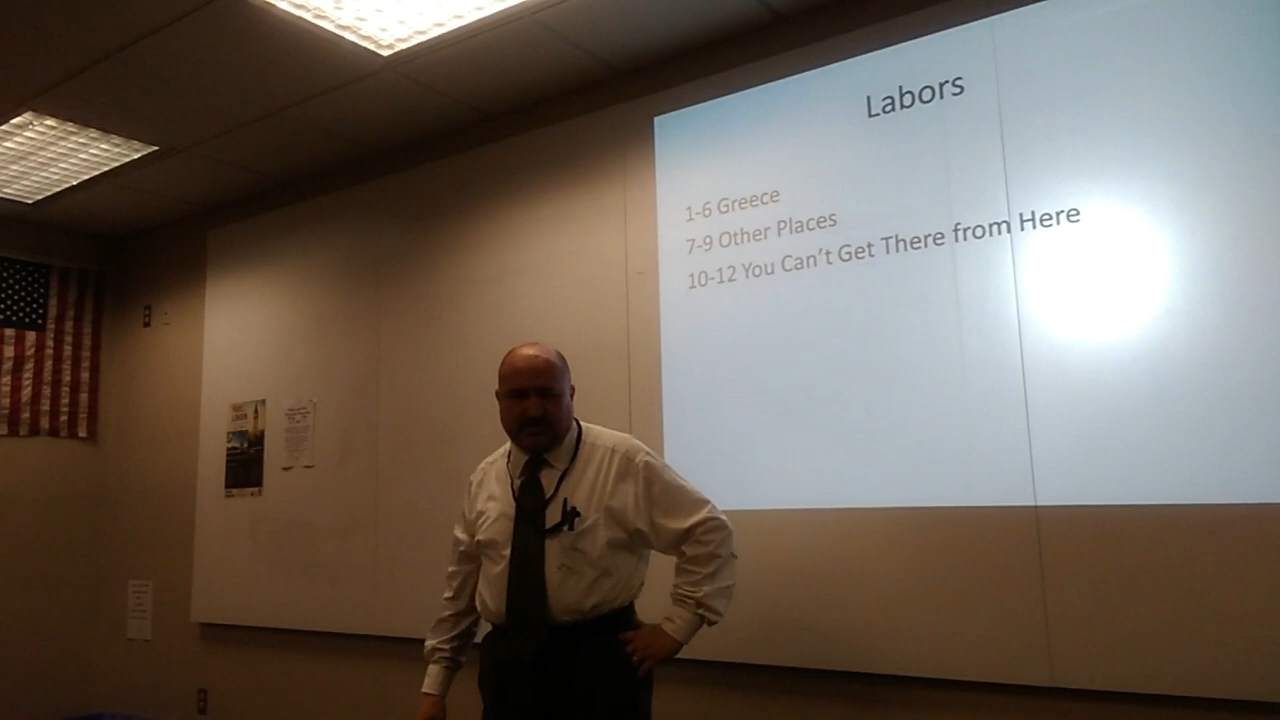 Labors
1-6 Greece
7-9 Other Places
10-12 You Can't Get There from Here